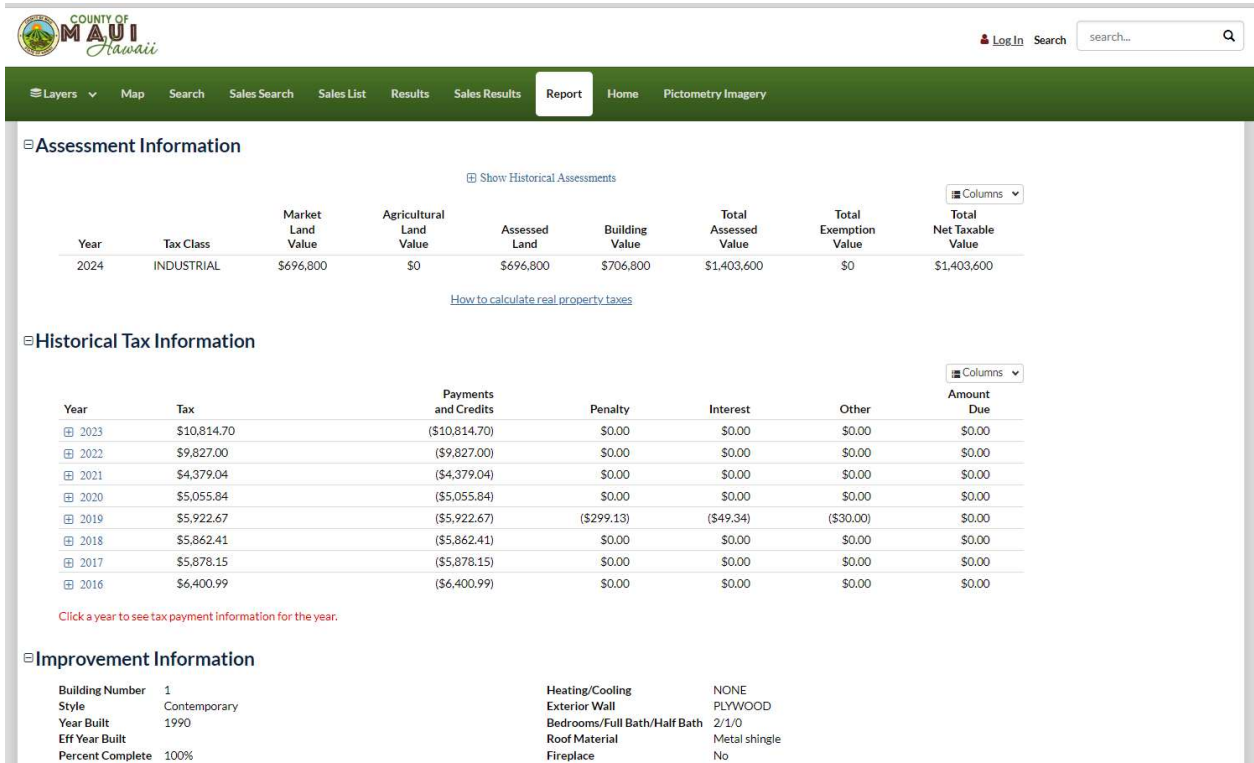 COUNTY OF
MAUI
Hawaii
Log In Search search...
Layers Map Search Sales Search Sales List Results Sales Results Report Home Pictometry Imagery
Assessment Information
Show Historical Assessments
Columns
Year Tax Class Market Land Value Agricultural Land Value Assessed Land Building Value Total Assessed Value Total Exemption Value Total Net Taxable Value
2024 INDUSTRIAL $696,800 $0 $696,800 $706,800 $1,403,600 $0 $1,403,600
How to calculate real property taxes
Historical Tax Information
Columns
Year Tax Payments and Credits Penalty Interest Other Amount Due
2023 $10,814.70 ($10,814.70) $0.00 $0.00 $0.00 $0.00
2022 $9,827.00 ($9,827.00) $0.00 $0.00 $0.00 $0.00
2021 $4,379.04 ($4,379.04) $0.00 $0.00 $0.00 $0.00
2020 $5,055.84 ($5,055.84) $0.00 $0.00 $0.00 $0.00
2019 $5,922.67 ($5,922.67) ($299.13) ($49.34) ($30.00) $0.00
2018 $5,862.41 ($5,862.41) $0.00 $0.00 $0.00 $0.00
2017 $5,878.15 ($5,878.15) $0.00 $0.00 $0.00 $0.00
2016 $6,400.99 ($6,400.99) $0.00 $0.00 $0.00 $0.00
Click a year to see tax payment information for the year.
Improvement Information
Building Number 1 Heating/Cooling NONE
Style Contemporary Exterior Wall PLYWOOD
Year Built 1990 Bedrooms/Full Bath/Half Bath 2/1/0
Eff Year Built Roof Material Metal shingle
Percent Complete 100% Fireplace No